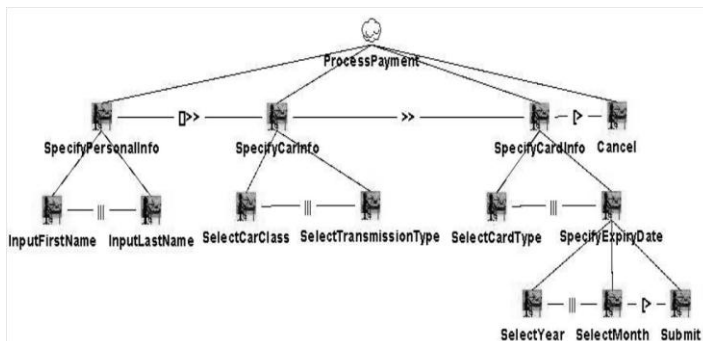 ProcessPayment
[]>> >> [>
SpecifyPersonalInfo SpecifyCarInfo SpecifyCardInfo Cancel
||| ||| |||
InputFirstName InputLastName SelectCarClass SelectTransmissionType SelectCardType SpecifyExpiryDate
||| [>
SelectYear SelectMonth Submit